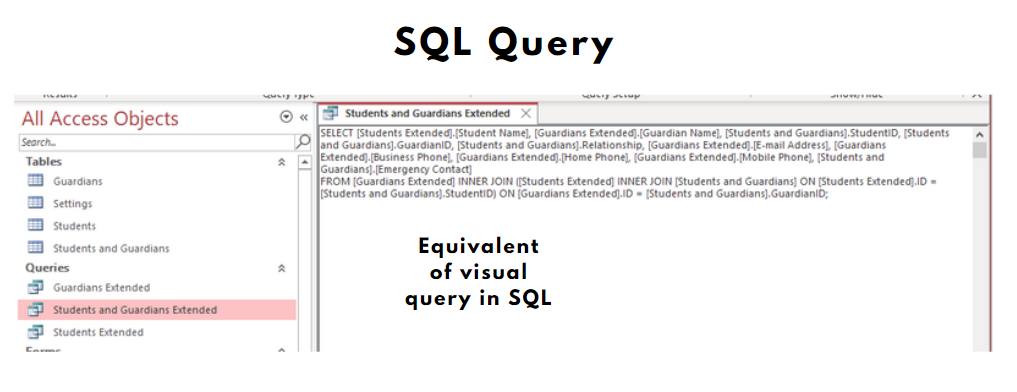 SQL Query
Results Query Type Query Setup Show/Hide
All Access Objects
Search...
Tables
Guardians
Settings
Students
Students and Guardians
Queries
Guardians Extended
Students and Guardians Extended
Students Extended
Forms
Students and Guardians Extended
SELECT [Students Extended].[Student Name], [Guardians Extended].[Guardian Name], [Students and Guardians].StudentID, [Students
and Guardians].GuardianID, [Students and Guardians].Relationship, [Guardians Extended].[E-mail Address], [Guardians
Extended].[Business Phone], [Guardians Extended].[Home Phone], [Guardians Extended].[Mobile Phone], [Students and
Guardians].[Emergency Contact]
FROM [Guardians Extended] INNER JOIN ([Students Extended] INNER JOIN [Students and Guardians] ON [Students Extended].ID =
[Students and Guardians].StudentID) ON [Guardians Extended].ID = [Students and Guardians].GuardianID;
Equivalent
of visual
query in SQL